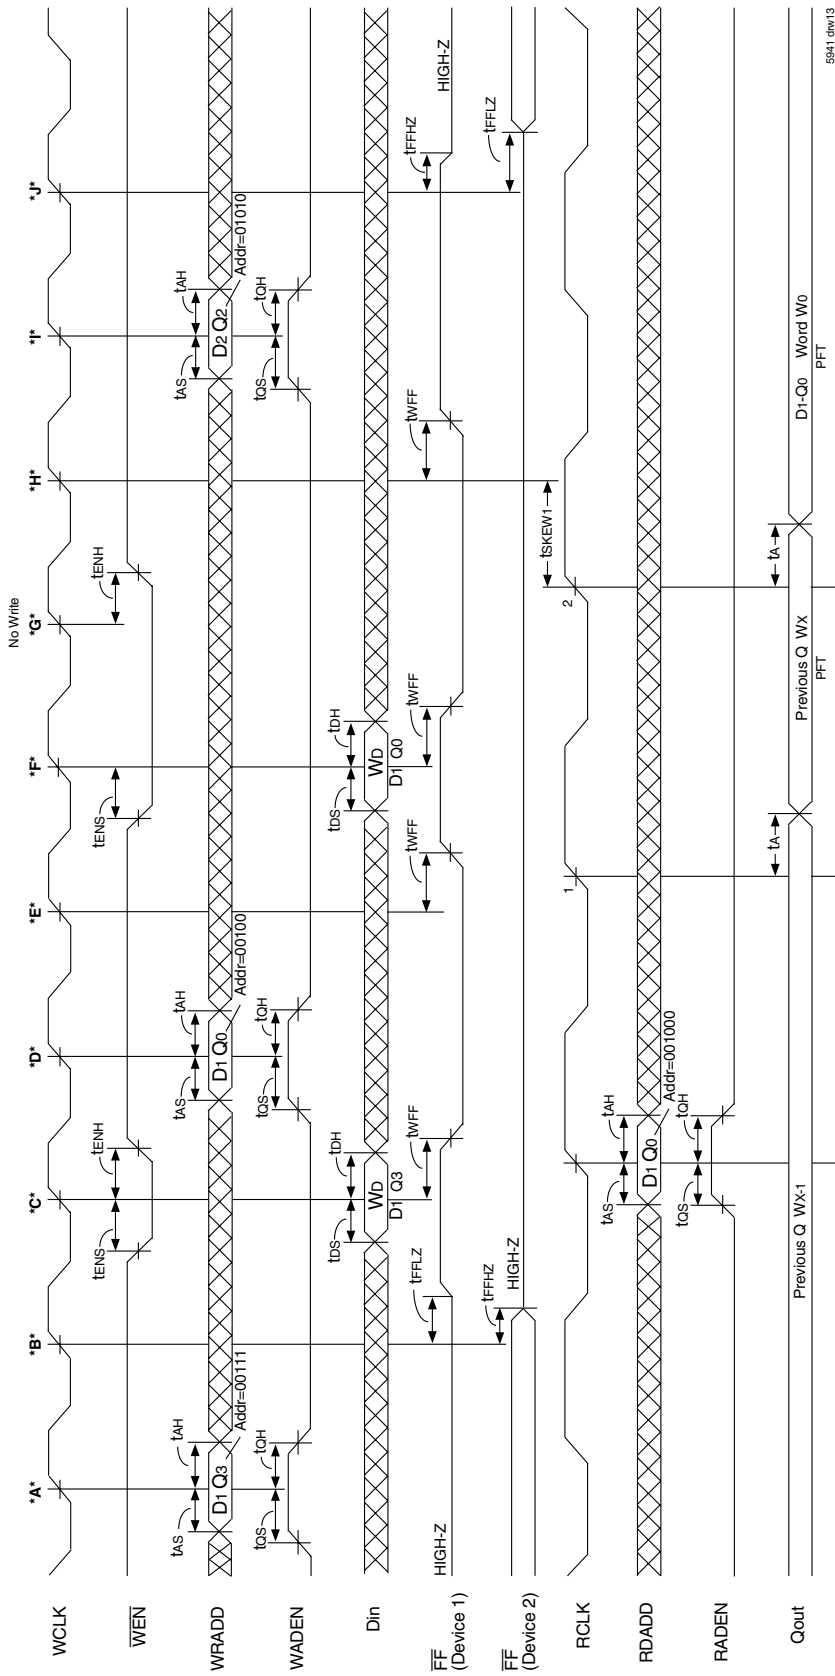 No Write
*A* *B* *C* *D* *E* *F* *G* *H* *I* *J*
WCLK
tENS tENH tENS tENH
WEN
tAS tAH tAS tAH tAS tAH
WRADD D1 Q3 D1 Q0 D2 Q2
Addr=00111 Addr=00100 Addr=01010
tQS tQH tQS tQH tQS tQH
WADEN
tDS tDH tDS tDH
Din WD WD
D1 Q3 D1 Q0
tFFLZ tWFF tWFF tWFF tWFF tFFHZ
FF HIGH-Z HIGH-Z
(Device 1)
tFFHZ tFFLZ
FF HIGH-Z
(Device 2)
tSKEW1
RCLK 1 2
tAS tAH
RDADD D1 Q0
Addr=001000
tQS tQH
RADEN
tA tA
Qout Previous Q WX-1 Previous Q WX D1-Q0 Word W0
PFT PFT
5941 drw13